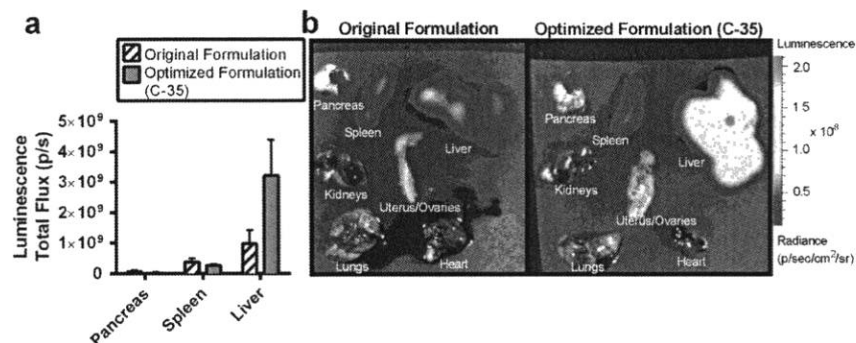 a
Original Formulation
Optimized Formulation
(C-35)
Luminescence
Total Flux (p/s)
5×10⁹
4×10⁹
3×10⁹
2×10⁹
1×10⁹
0
Pancreas
Spleen
Liver
b
Original Formulation
Optimized Formulation (C-35)
Pancreas
Spleen
Liver
Kidneys
Uterus/Ovaries
Lungs
Heart
Pancreas
Spleen
Liver
Kidneys
Uterus/Ovaries
Lungs
Heart
Luminescence
2.0
1.5
x 10⁸
1.0
0.5
Radiance
(p/sec/cm²/sr)